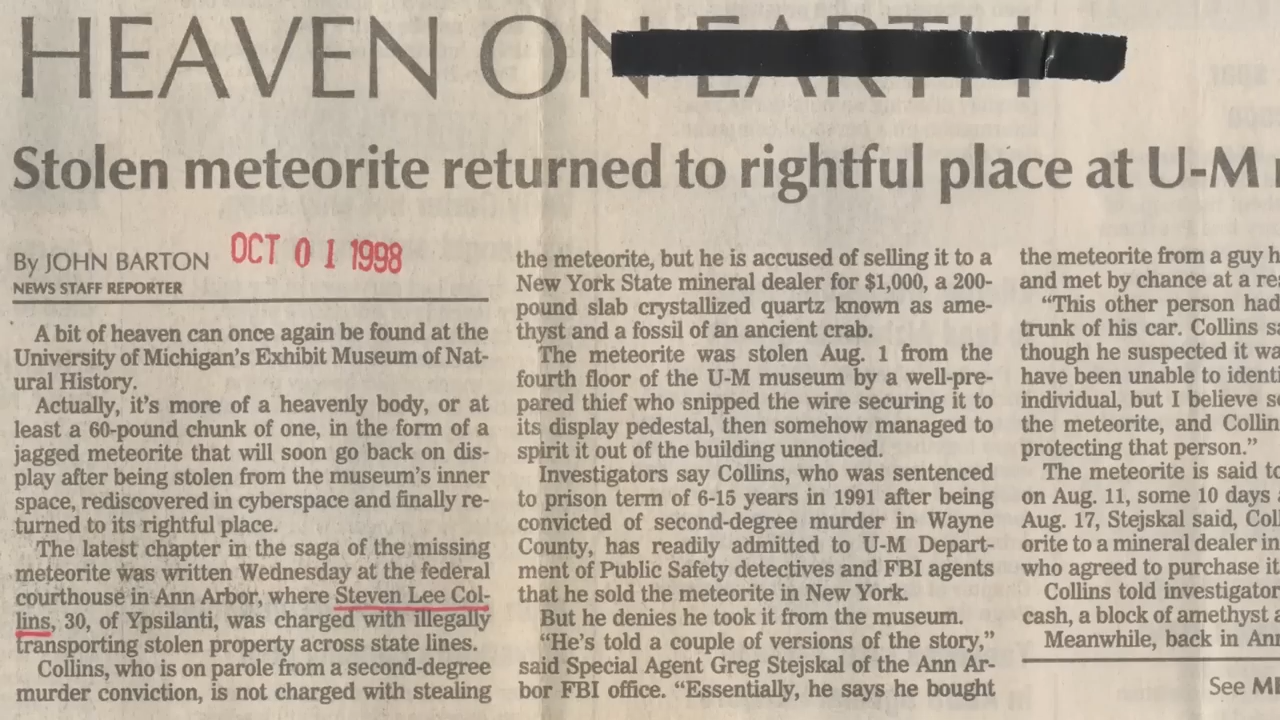 HEAVEN ON EARTH
Stolen meteorite returned to rightful place at U-M
By JOHN BARTON
OCT 0 1 1998
NEWS STAFF REPORTER
A bit of heaven can once again be found at the
University of Michigan's Exhibit Museum of Nat-
ural History.
Actually, it's more of a heavenly body, or at
least a 60-pound chunk of one, in the form of a
jagged meteorite that will soon go back on dis-
play after being stolen from the museum's inner
space, rediscovered in cyberspace and finally re-
turned to its rightful place.
The latest chapter in the saga of the missing
meteorite was written Wednesday at the federal
courthouse in Ann Arbor, where Steven Lee Col-
lins, 30, of Ypsilanti, was charged with illegally
transporting stolen property across state lines.
Collins, who is on parole from a second-degree
murder conviction, is not charged with stealing
the meteorite, but he is accused of selling it to a
New York State mineral dealer for $1,000, a 200-
pound slab crystallized quartz known as ame-
thyst and a fossil of an ancient crab.
The meteorite was stolen Aug. 1 from the
fourth floor of the U-M museum by a well-pre-
pared thief who snipped the wire securing it to
its display pedestal, then somehow managed to
spirit it out of the building unnoticed.
Investigators say Collins, who was sentenced
to prison term of 6-15 years in 1991 after being
convicted of second-degree murder in Wayne
County, has readily admitted to U-M Depart-
ment of Public Safety detectives and FBI agents
that he sold the meteorite in New York.
But he denies he took it from the museum.
"He's told a couple of versions of the story,"
said Special Agent Greg Stejskal of the Ann Ar-
bor FBI office. "Essentially, he says he bought
the meteorite from a guy h
and met by chance at a re
"This other person had
trunk of his car. Collins sa
though he suspected it wa
have been unable to identi
individual, but I believe so
the meteorite, and Collin
protecting that person."
The meteorite is said to
on Aug. 11, some 10 days
Aug. 17, Stejskal said, Coll
orite to a mineral dealer in
who agreed to purchase it
Collins told investigator
cash, a block of amethyst a
Meanwhile, back in Ann
See ME